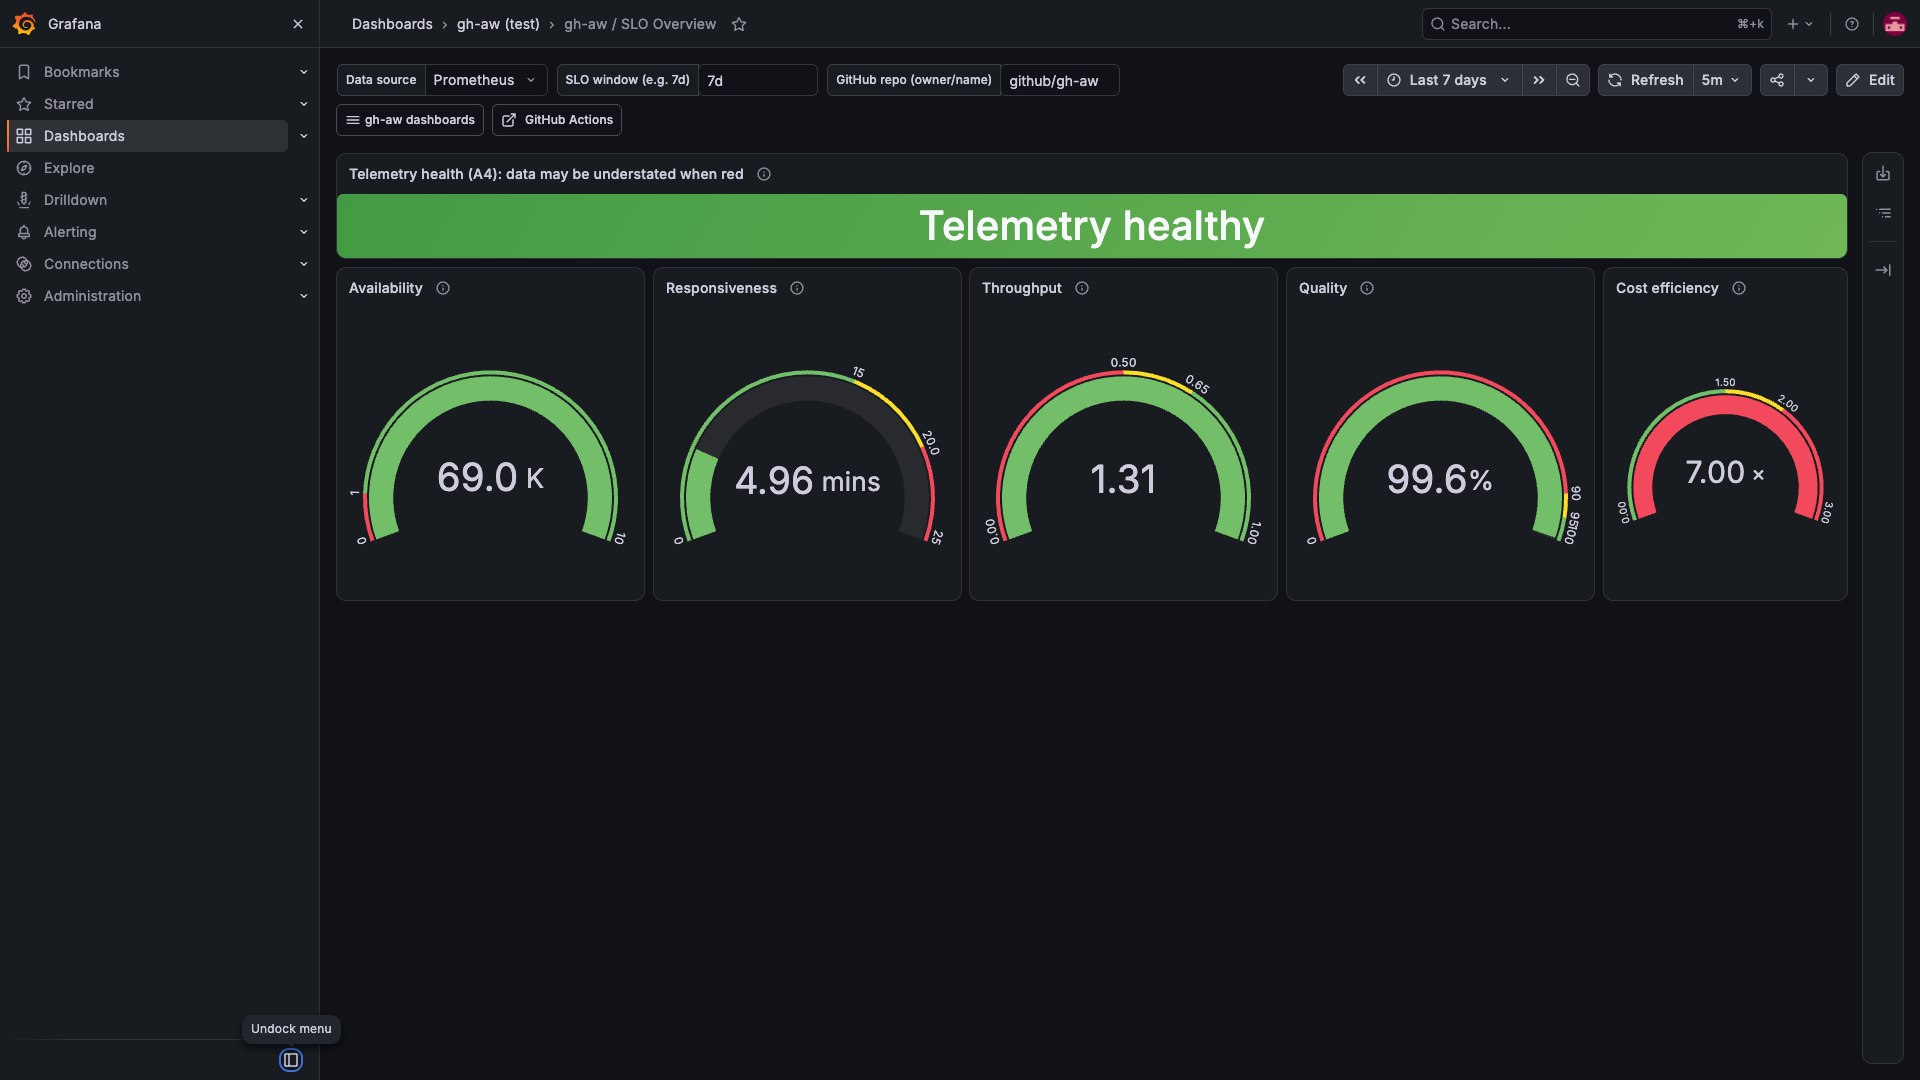 Grafana
Dashboards › gh-aw (test) › gh-aw / SLO Overview
Search...
⌘+k
Bookmarks
Starred
Dashboards
Explore
Drilldown
Alerting
Connections
Administration
Data source Prometheus
SLO window (e.g. 7d) 7d
GitHub repo (owner/name) github/gh-aw
Last 7 days
Refresh 5m
Edit
gh-aw dashboards
GitHub Actions
Telemetry health (A4): data may be understated when red
Telemetry healthy
Availability
0
1
10
69.0 K
Responsiveness
0
15
20.0
25
4.96 mins
Throughput
0.00
0.50
0.65
1.00
1.31
Quality
0
90
95
100
99.6%
Cost efficiency
0.00
1.50
2.00
3.00
7.00 ×
Undock menu